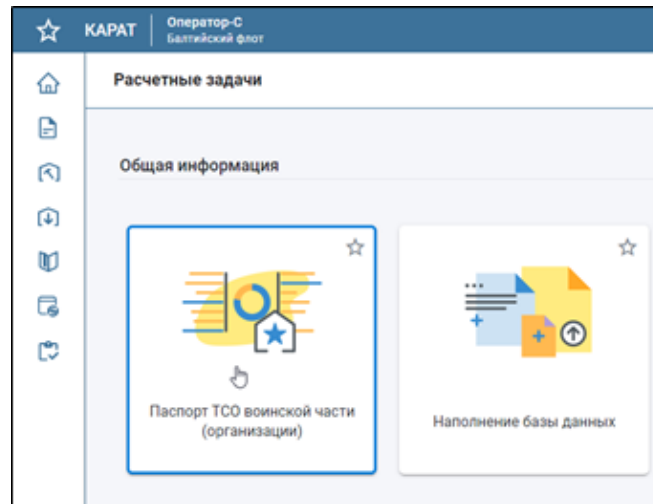 КАРАТ
Оператор-С
Балтийский флот
Расчетные задачи
Общая информация
Паспорт ТСО воинской части
(организации)
Наполнение базы данных